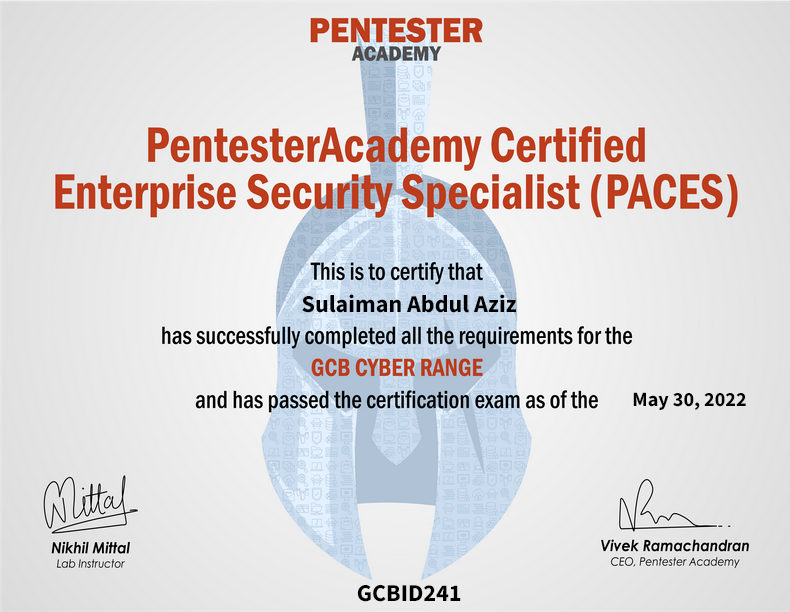 PENTESTER
ACADEMY
PentesterAcademy Certified
Enterprise Security Specialist (PACES)
This is to certify that
Sulaiman Abdul Aziz
has successfully completed all the requirements for the
GCB CYBER RANGE
and has passed the certification exam as of the May 30, 2022
Mittal
Nikhil Mittal
Lab Instructor
Vivek Ramachandran
CEO, Pentester Academy
GCBID241